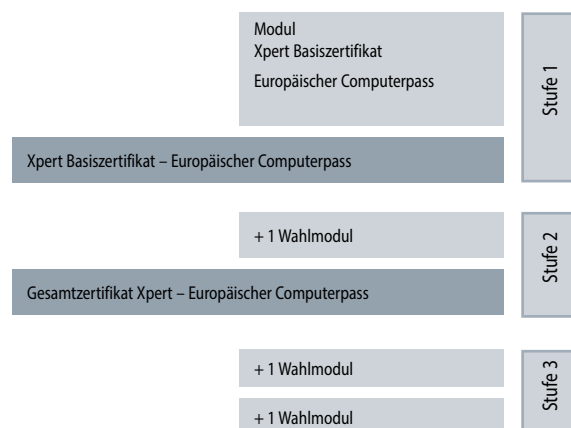 Modul
Xpert Basiszertifikat
Europäischer Computerpass
Stufe 1
Xpert Basiszertifikat – Europäischer Computerpass
+ 1 Wahlmodul
Stufe 2
Gesamtzertifikat Xpert – Europäischer Computerpass
+ 1 Wahlmodul
Stufe 3
+ 1 Wahlmodul